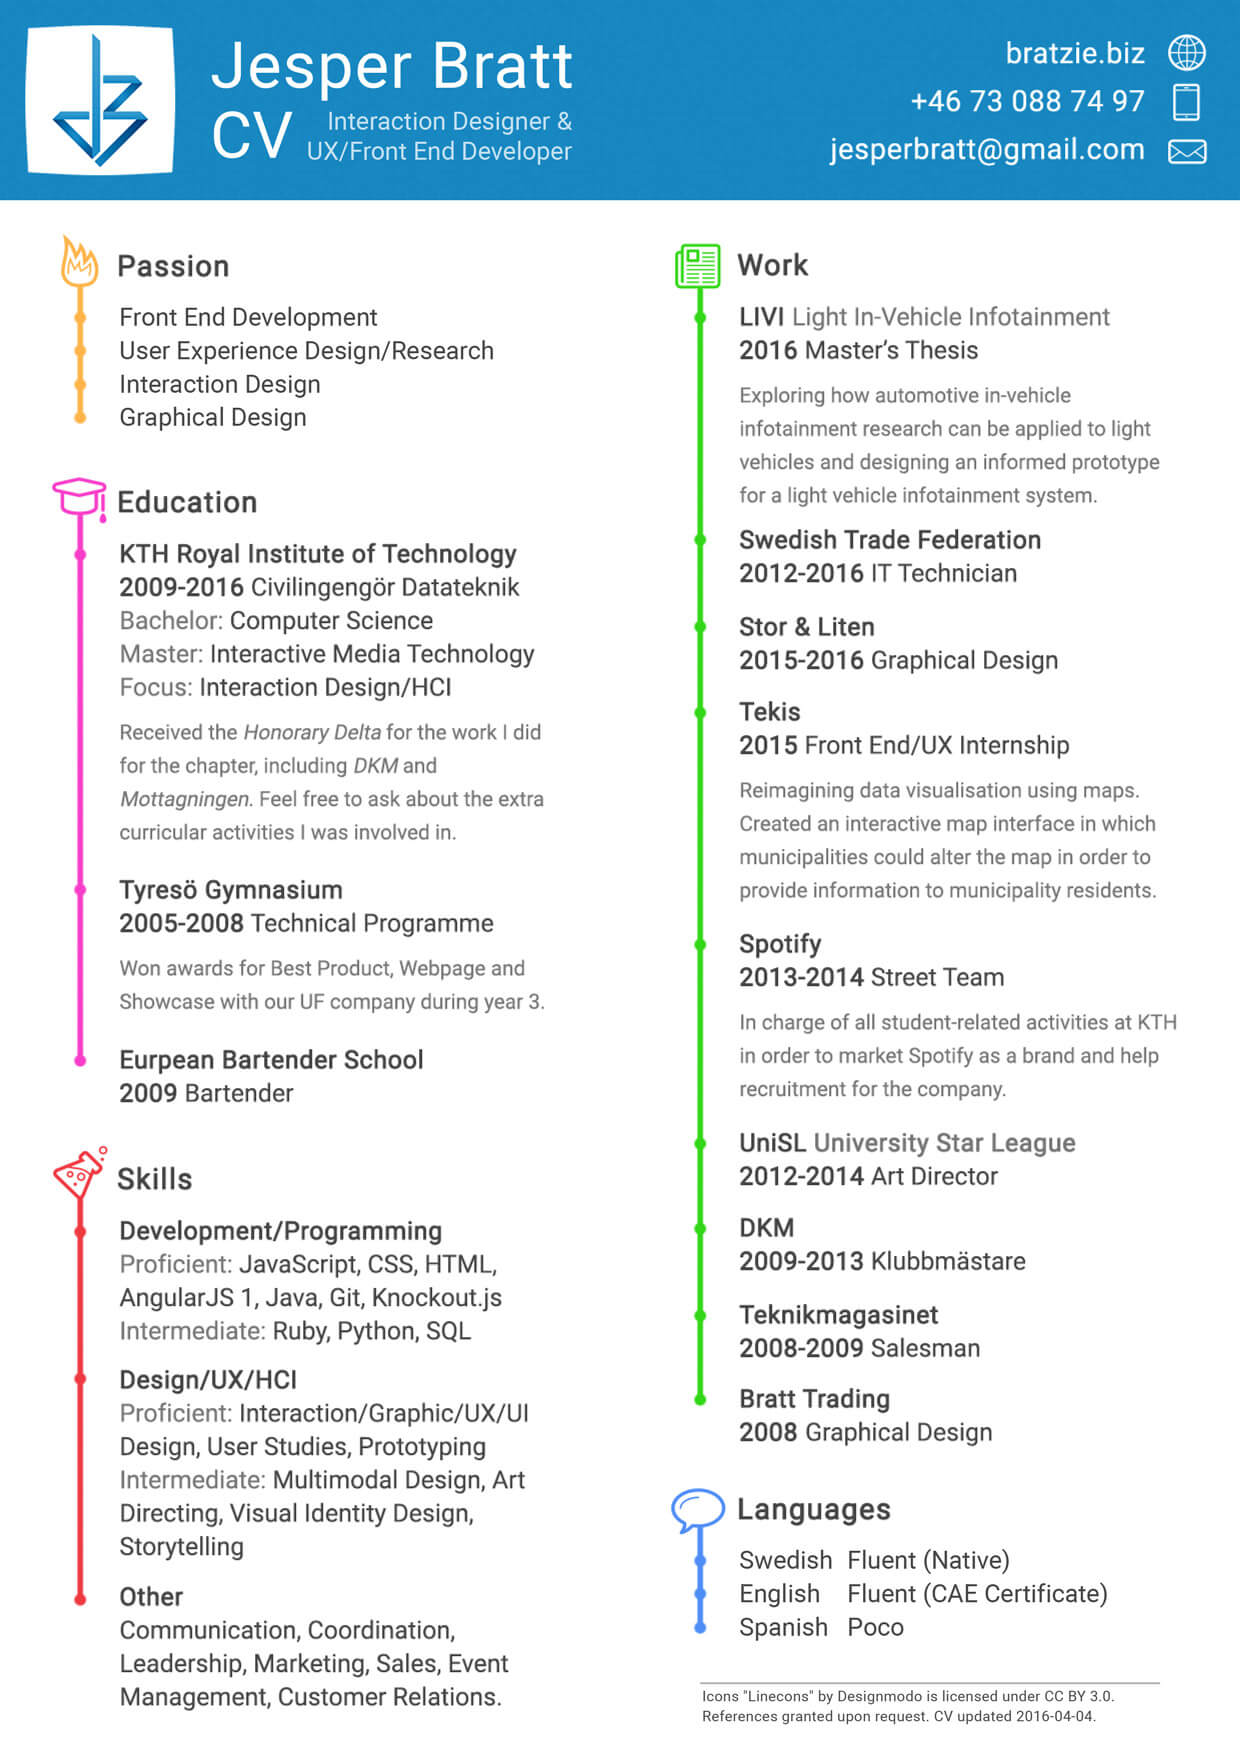 Jesper Bratt
CV Interaction Designer &
UX/Front End Developer
bratzie.biz
+46 73 088 74 97
jesperbratt@gmail.com
Passion
Front End Development
User Experience Design/Research
Interaction Design
Graphical Design
Education
KTH Royal Institute of Technology
2009-2016 Civilingengör Datateknik
Bachelor: Computer Science
Master: Interactive Media Technology
Focus: Interaction Design/HCI
Received the Honorary Delta for the work I did
for the chapter, including DKM and
Mottagningen. Feel free to ask about the extra
curricular activities I was involved in.
Tyresö Gymnasium
2005-2008 Technical Programme
Won awards for Best Product, Webpage and
Showcase with our UF company during year 3.
Eurpean Bartender School
2009 Bartender
Skills
Development/Programming
Proficient: JavaScript, CSS, HTML,
AngularJS 1, Java, Git, Knockout.js
Intermediate: Ruby, Python, SQL
Design/UX/HCI
Proficient: Interaction/Graphic/UX/UI
Design, User Studies, Prototyping
Intermediate: Multimodal Design, Art
Directing, Visual Identity Design,
Storytelling
Other
Communication, Coordination,
Leadership, Marketing, Sales, Event
Management, Customer Relations.
Work
LIVI Light In-Vehicle Infotainment
2016 Master’s Thesis
Exploring how automotive in-vehicle
infotainment research can be applied to light
vehicles and designing an informed prototype
for a light vehicle infotainment system.
Swedish Trade Federation
2012-2016 IT Technician
Stor & Liten
2015-2016 Graphical Design
Tekis
2015 Front End/UX Internship
Reimagining data visualisation using maps.
Created an interactive map interface in which
municipalities could alter the map in order to
provide information to municipality residents.
Spotify
2013-2014 Street Team
In charge of all student-related activities at KTH
in order to market Spotify as a brand and help
recruitment for the company.
UniSL University Star League
2012-2014 Art Director
DKM
2009-2013 Klubbmästare
Teknikmagasinet
2008-2009 Salesman
Bratt Trading
2008 Graphical Design
Languages
Swedish Fluent (Native)
English Fluent (CAE Certificate)
Spanish Poco
Icons "Linecons" by Designmodo is licensed under CC BY 3.0.
References granted upon request. CV updated 2016-04-04.